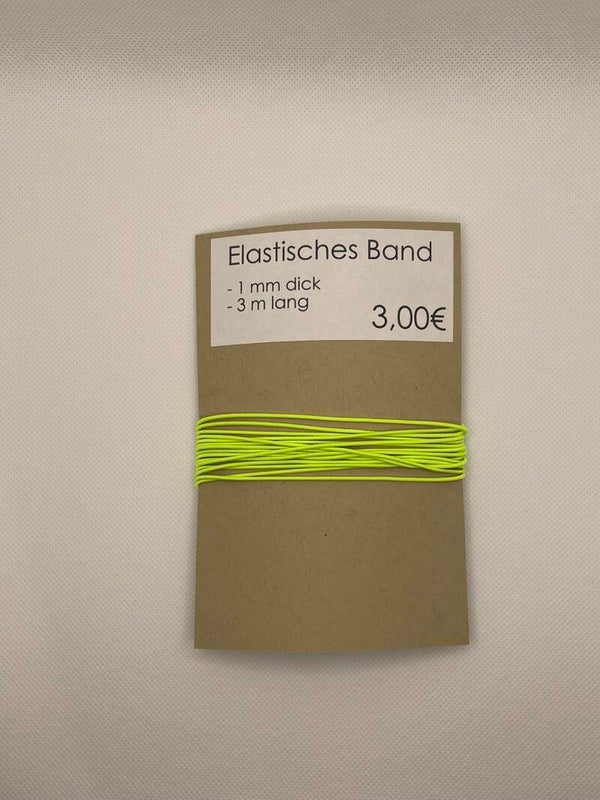 Elastisches Band
- 1 mm dick
- 3 m lang
3,00€